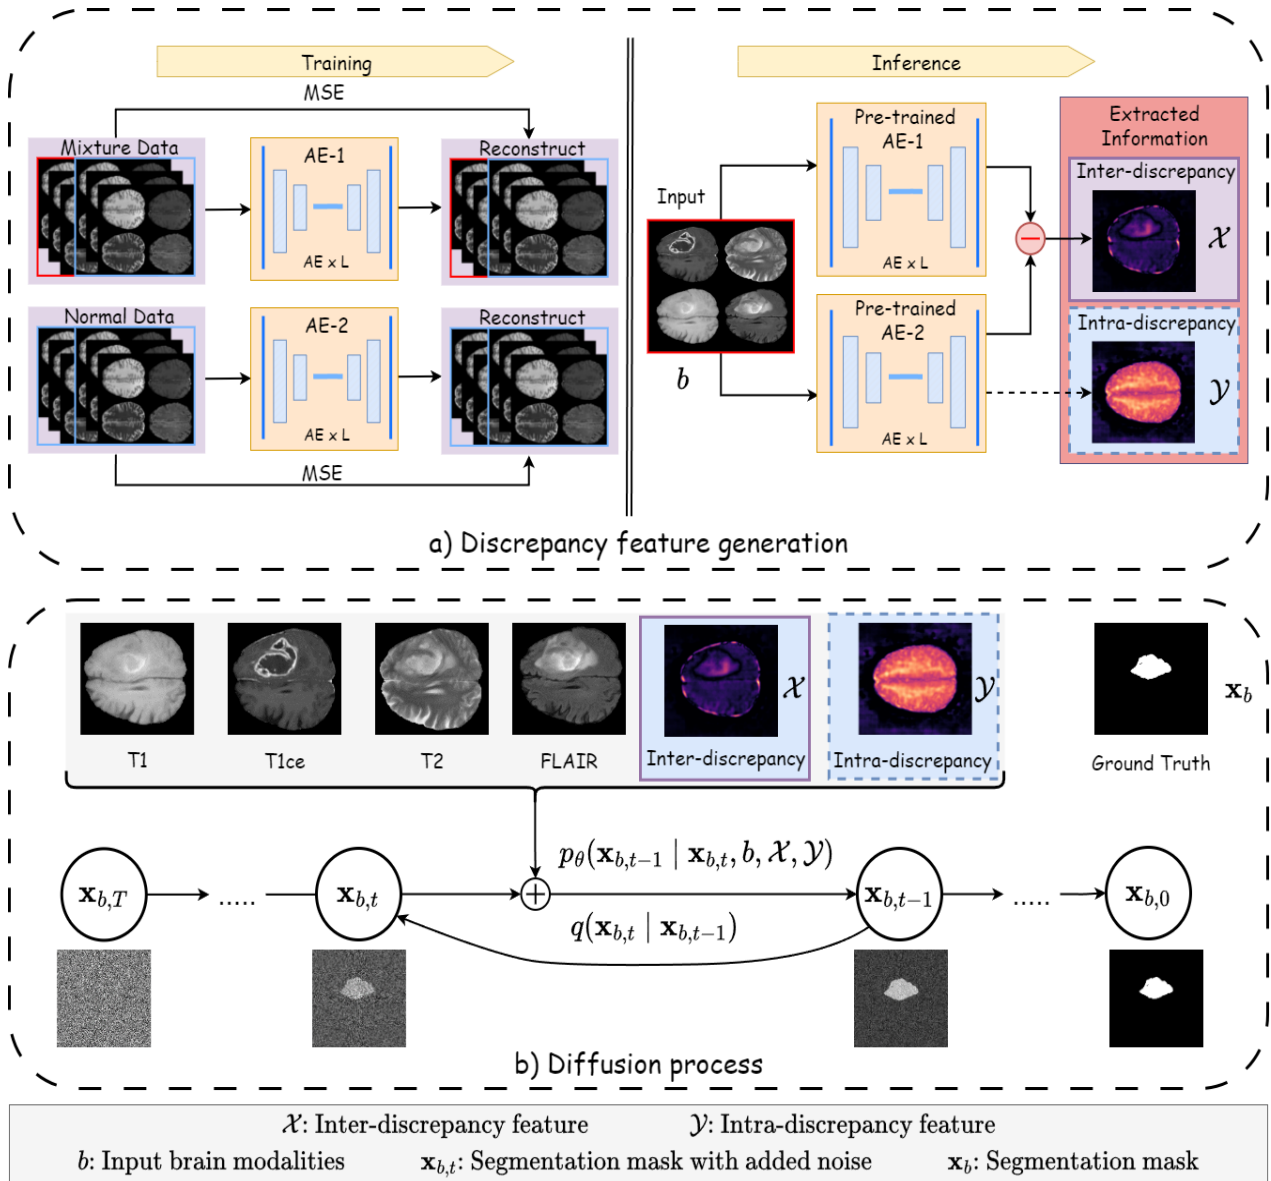 Training
MSE
Mixture Data
AE-1
AE x L
Reconstruct
Normal Data
AE-2
AE x L
Reconstruct
MSE
Inference
Input
b
Pre-trained
AE-1
AE x L
Pre-trained
AE-2
AE x L
−
Extracted
Information
Inter-discrepancy
𝒳
Intra-discrepancy
𝒴
a) Discrepancy feature generation
T1
T1ce
T2
FLAIR
𝒳
Inter-discrepancy
𝒴
Intra-discrepancy
Ground Truth
x_b
p_θ(x_{b,t−1} | x_{b,t}, b, 𝒳, 𝒴)
x_{b,T}
.....
x_{b,t}
+
x_{b,t−1}
.....
x_{b,0}
q(x_{b,t} | x_{b,t−1})
b) Diffusion process
𝒳: Inter-discrepancy feature 𝒴: Intra-discrepancy feature
b: Input brain modalities x_{b,t}: Segmentation mask with added noise x_b: Segmentation mask